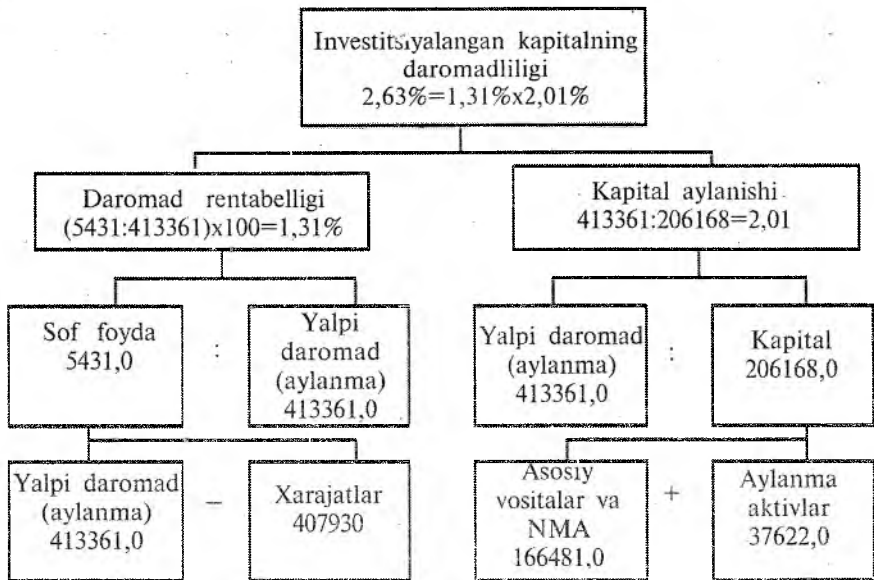 Investitsiyalangan kapitalning
daromadliligi
2,63%=1,31%x2,01%
Daromad rentabelligi
(5431:413361)x100=1,31%
Kapital aylanishi
413361:206168=2,01
Sof foyda
5431,0
:
Yalpi
daromad
(aylanma)
413361,0
Yalpi daromad
(aylanma)
413361,0
:
Kapital
206168,0
Yalpi daromad
(aylanma)
413361,0
–
Xarajatlar
407930
Asosiy
vositalar va
NMA
166481,0
+
Aylanma
aktivlar
37622,0